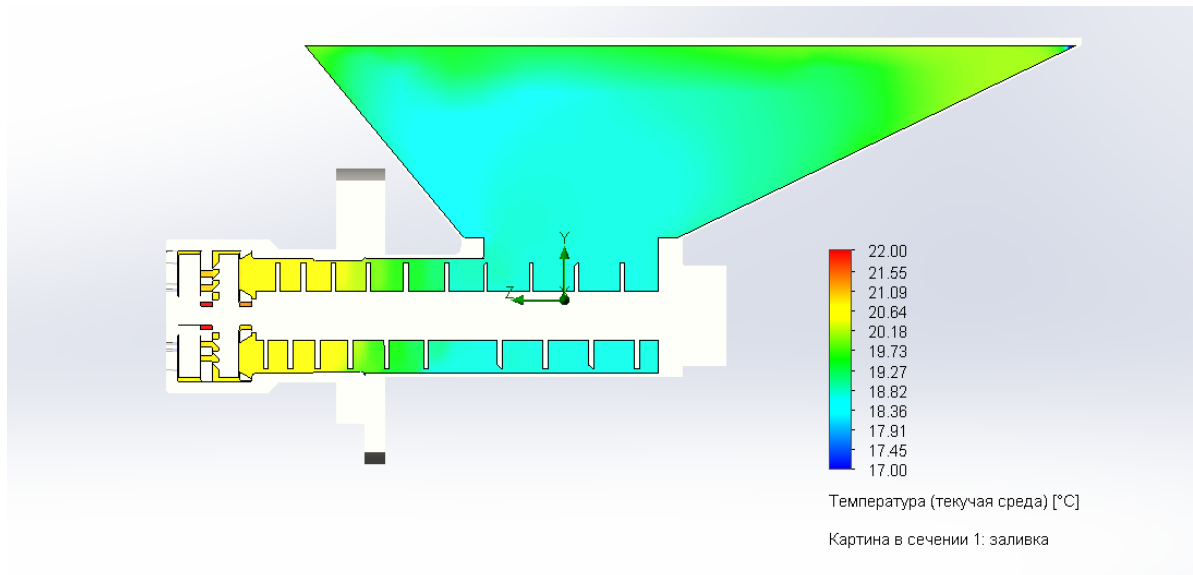 Y
Z
X
22.00
21.55
21.09
20.64
20.18
19.73
19.27
18.82
18.36
17.91
17.45
17.00
Температура (текучая среда) [°C]
Картина в сечении 1: заливка